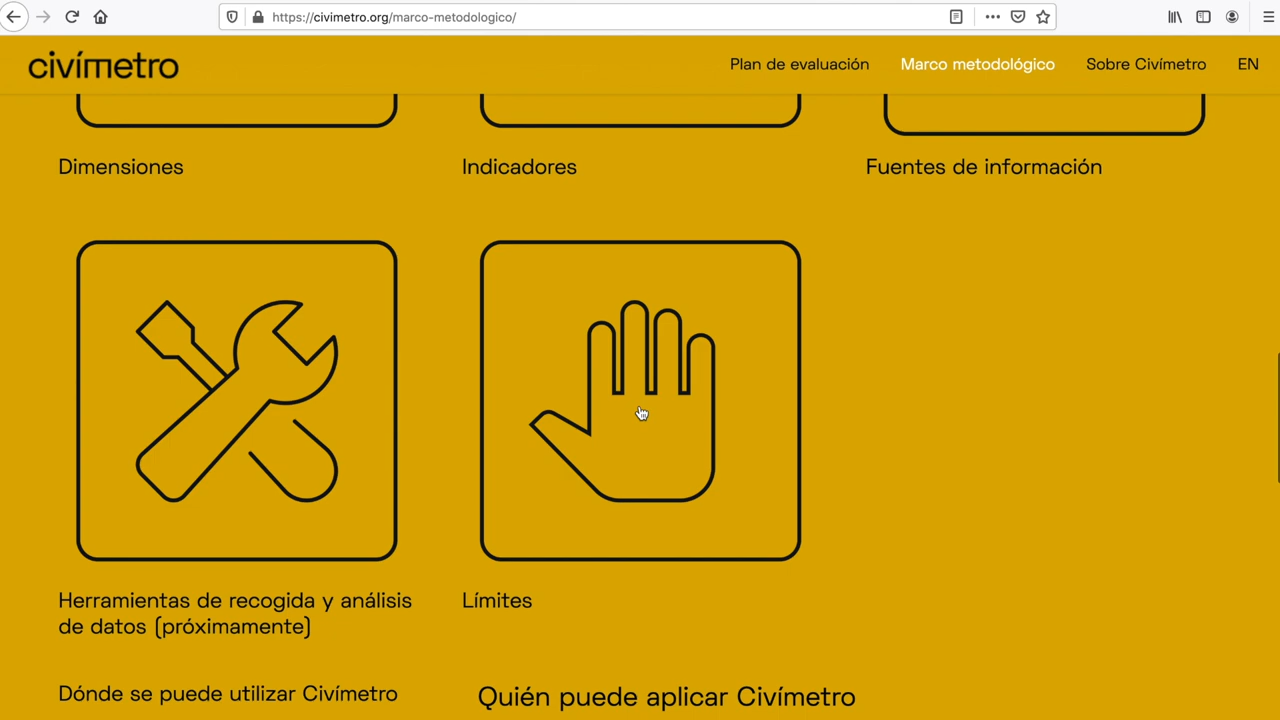 https://civimetro.org/marco-metodologico/
civímetro
Plan de evaluación
Marco metodológico
Sobre Civímetro
EN
Dimensiones
Indicadores
Fuentes de información
Herramientas de recogida y análisis
de datos (próximamente)
Límites
Dónde se puede utilizar Civímetro
Quién puede aplicar Civímetro